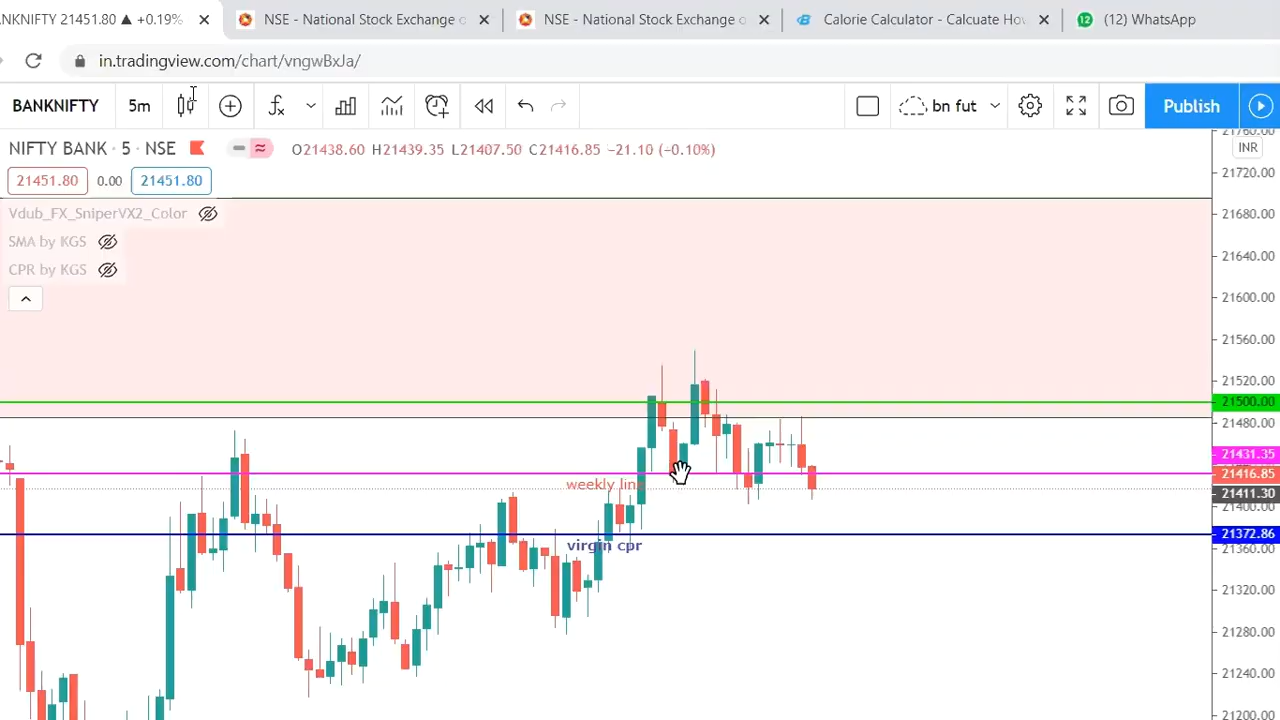 BANKNIFTY 21451.80 ▲ +0.19%
NSE - National Stock Exchange o
NSE - National Stock Exchange o
Calorie Calculator - Calcuate How
(12) WhatsApp
in.tradingview.com/chart/vngwBxJa/
BANKNIFTY
5m
bn fut
Publish
NIFTY BANK · 5 · NSE
O21438.60 H21439.35 L21407.50 C21416.85 −21.10 (−0.10%)
INR
21451.80 0.00 21451.80
Vdub_FX_SniperVX2_Color
SMA by KGS
CPR by KGS
weekly line
virgin cpr
21760.00
21720.00
21680.00
21640.00
21600.00
21560.00
21520.00
21500.00
21480.00
21431.35
21416.85
21411.30
21400.00
21372.86
21360.00
21320.00
21280.00
21240.00
21200.00